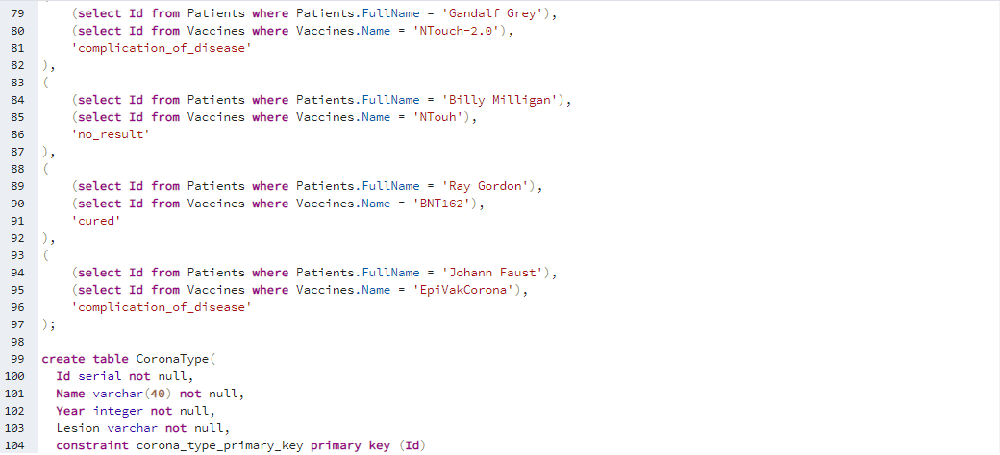 79 (select Id from Patients where Patients.FullName = 'Gandalf Grey'),
80 (select Id from Vaccines where Vaccines.Name = 'NTouch-2.0'),
81 'complication_of_disease'
82 ),
83 (
84 (select Id from Patients where Patients.FullName = 'Billy Milligan'),
85 (select Id from Vaccines where Vaccines.Name = 'NTouh'),
86 'no_result'
87 ),
88 (
89 (select Id from Patients where Patients.FullName = 'Ray Gordon'),
90 (select Id from Vaccines where Vaccines.Name = 'BNT162'),
91 'cured'
92 ),
93 (
94 (select Id from Patients where Patients.FullName = 'Johann Faust'),
95 (select Id from Vaccines where Vaccines.Name = 'EpiVakCorona'),
96 'complication_of_disease'
97 );
98
99 create table CoronaType(
100 Id serial not null,
101 Name varchar(40) not null,
102 Year integer not null,
103 Lesion varchar not null,
104 constraint corona_type_primary_key primary key (Id)